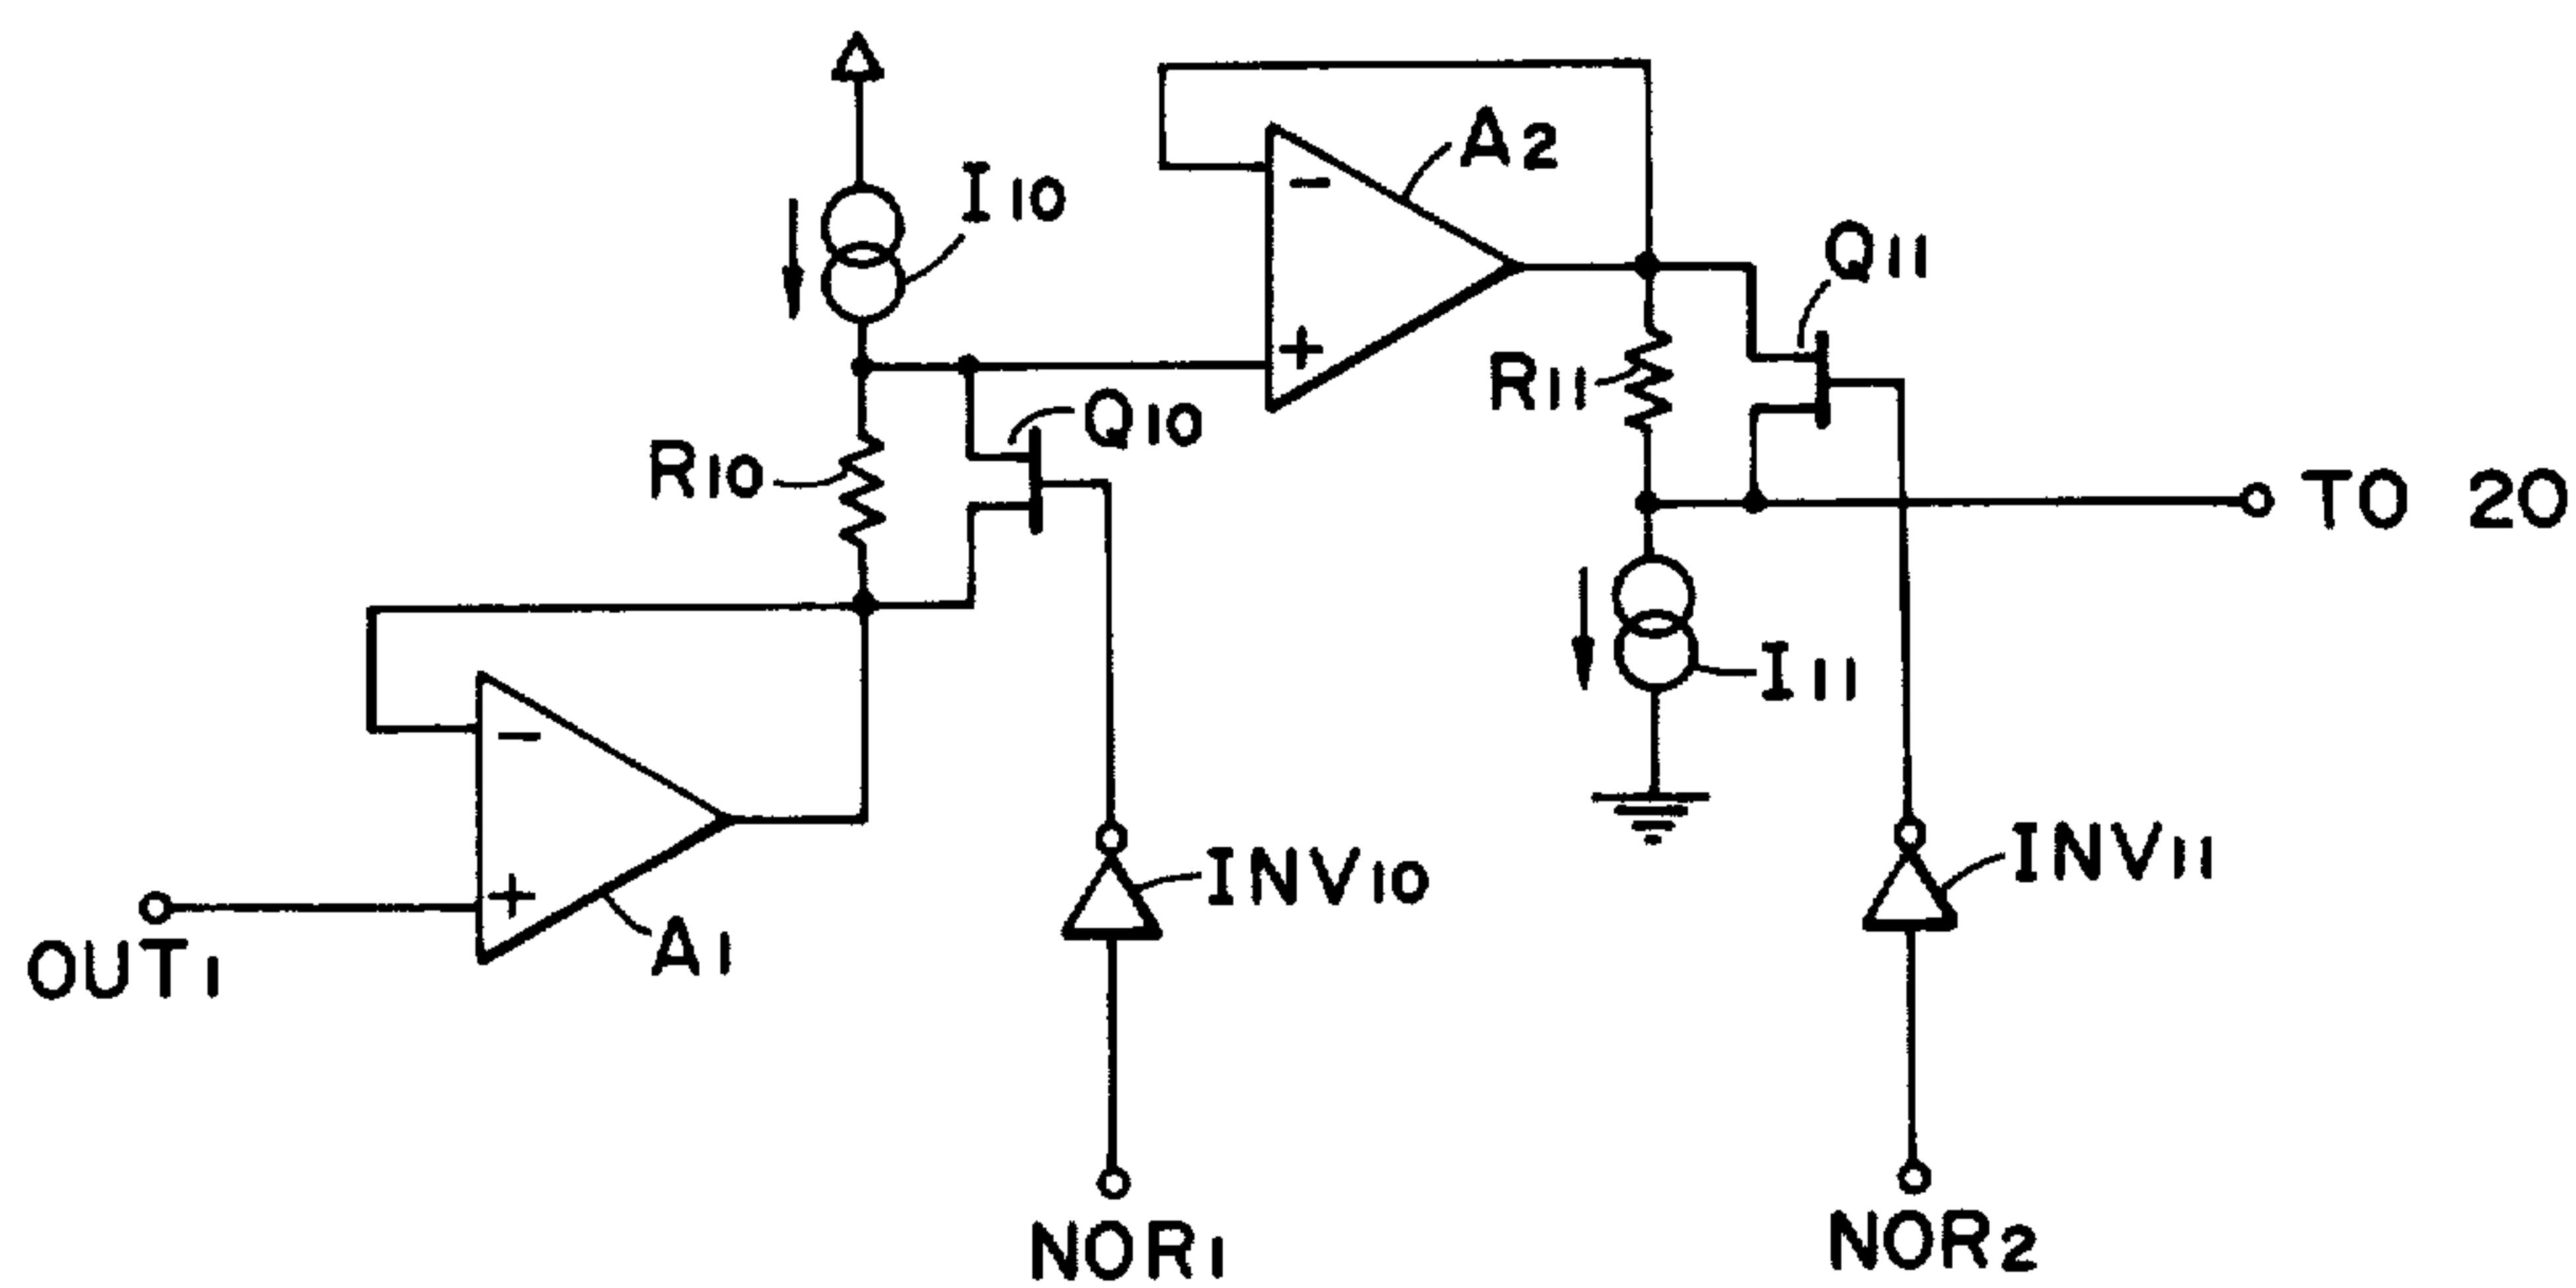 A2
I10
Q11
R11
Q10
R10
TO 20
I11
INV10
INV11
A1
OUT1
NOR1
NOR2
-
+
-
+